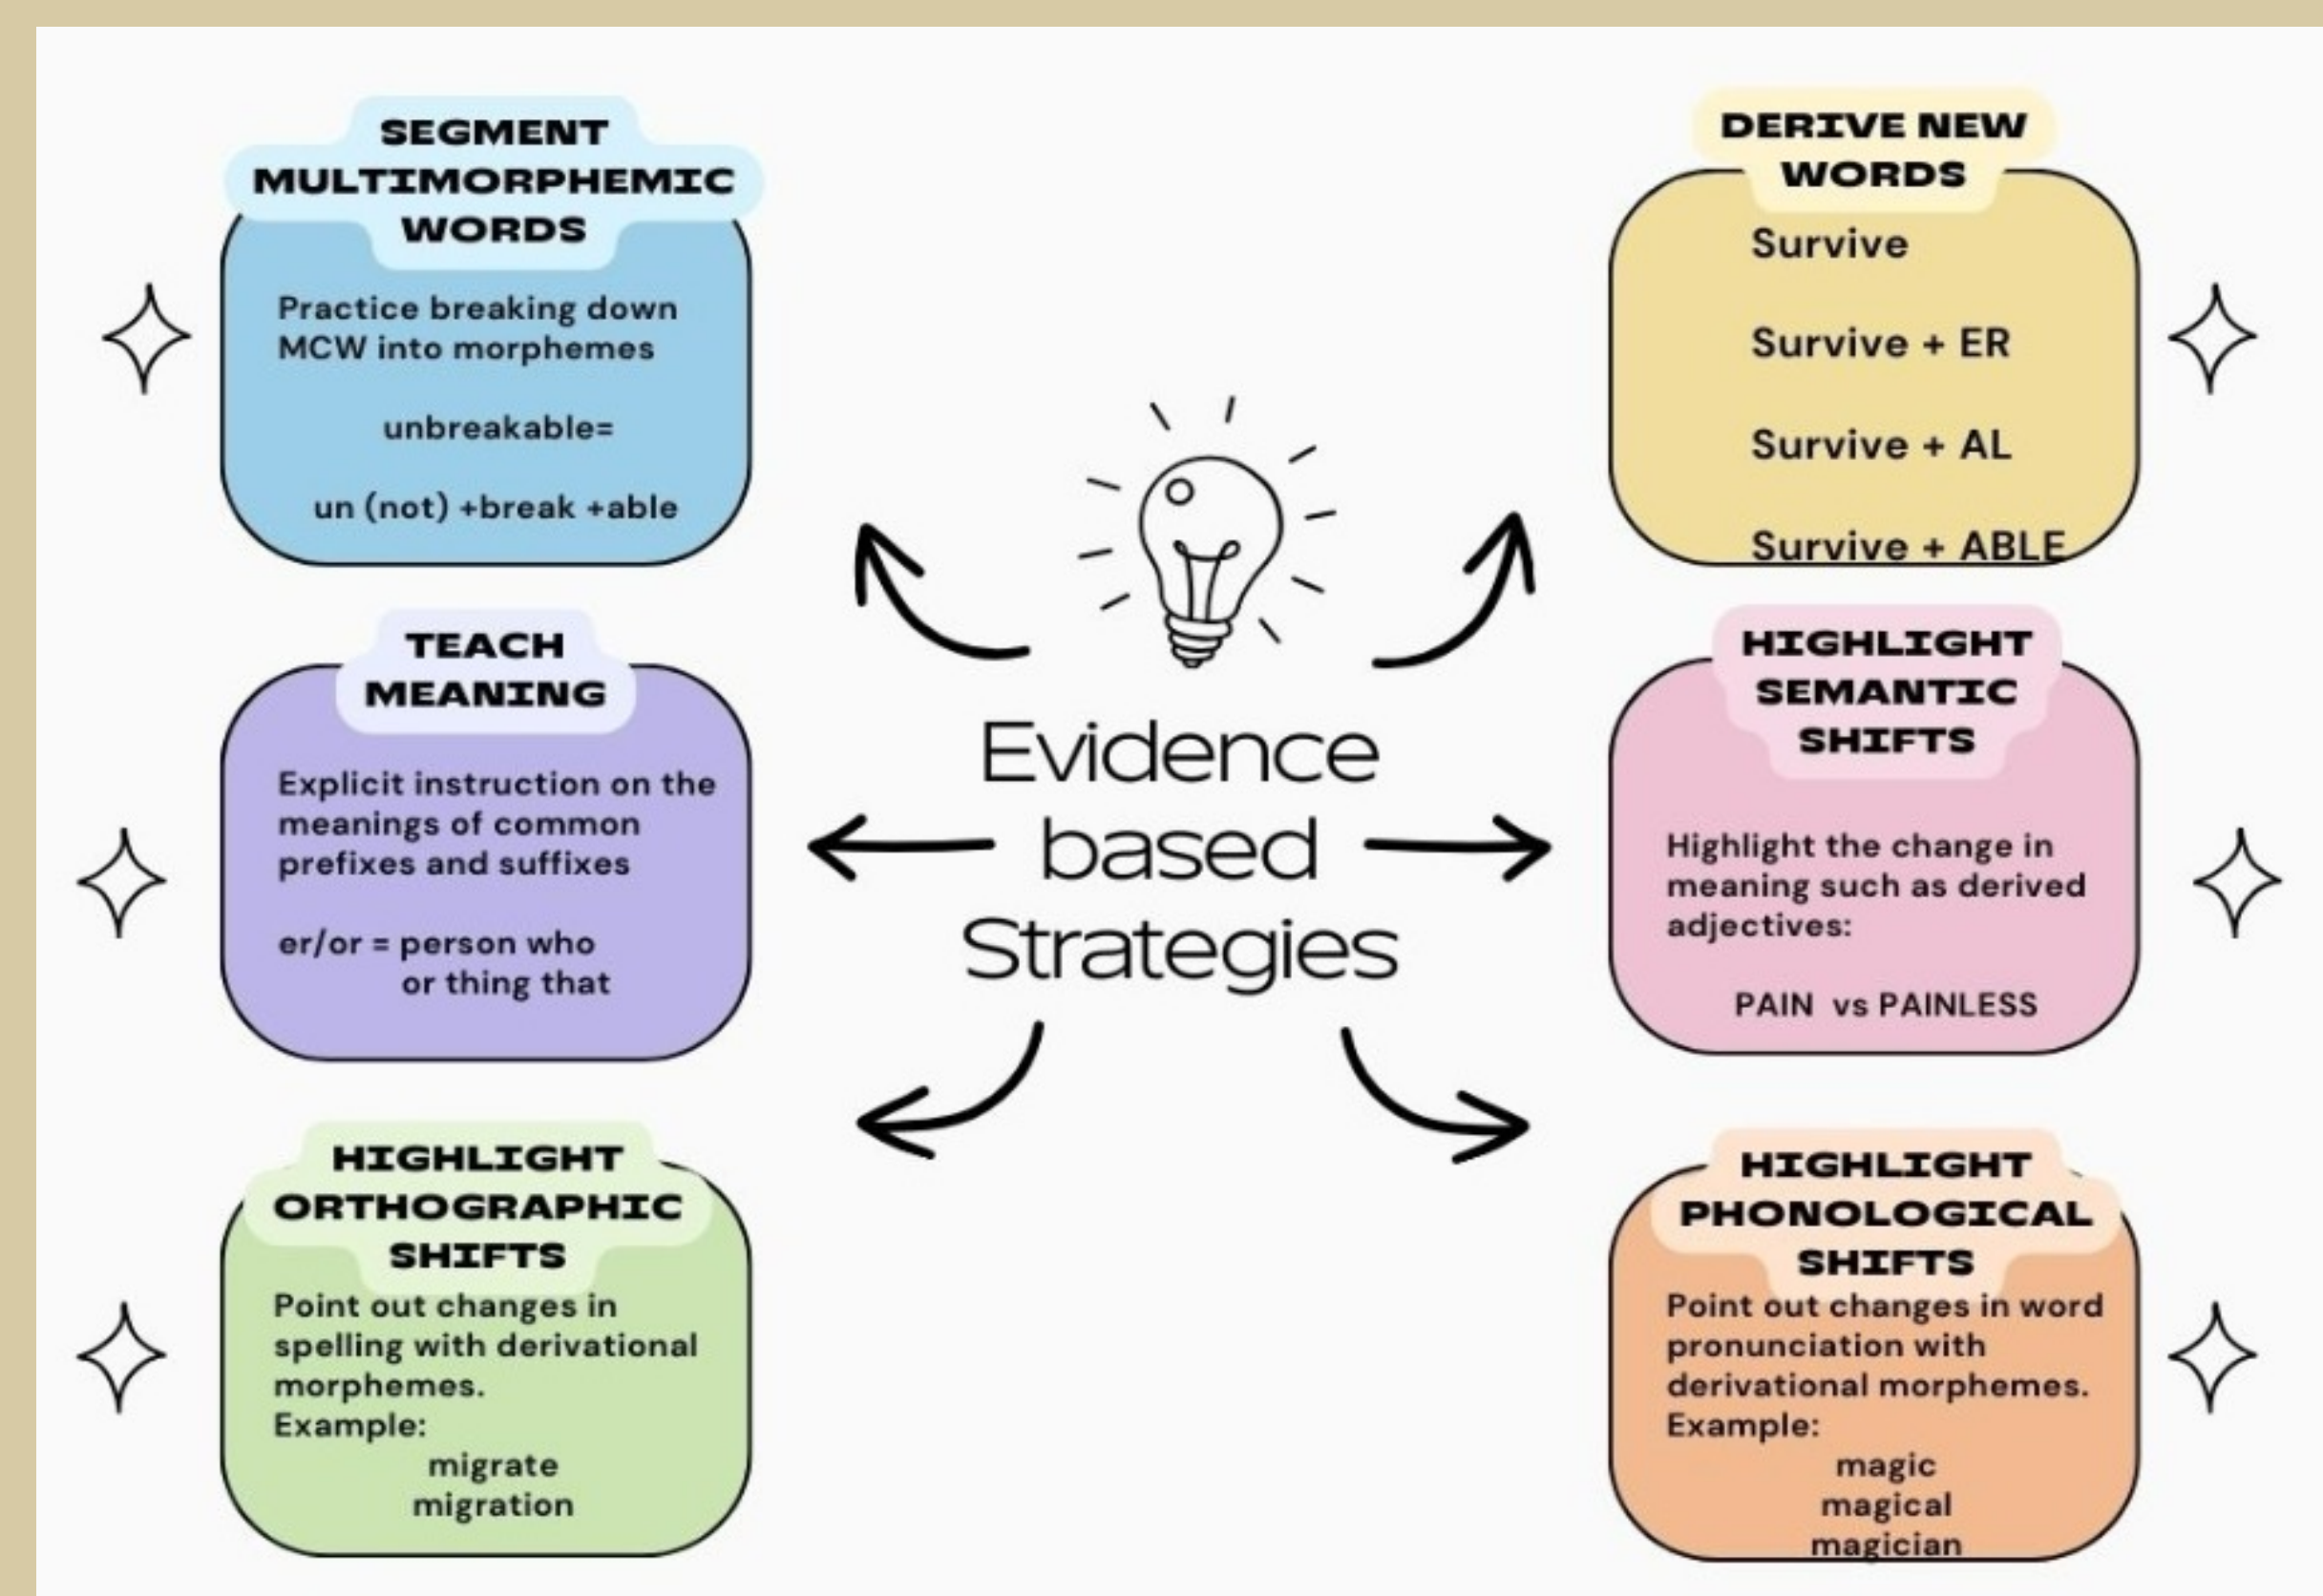 SEGMENT
MULTIMORPHEMIC
WORDS
Practice breaking down
MCW into morphemes
unbreakable=
un (not) +break +able
TEACH
MEANING
Explicit instruction on the
meanings of common
prefixes and suffixes
er/or = person who
or thing that
HIGHLIGHT
ORTHOGRAPHIC
SHIFTS
Point out changes in
spelling with derivational
morphemes.
Example:
migrate
migration
Evidence
based
Strategies
DERIVE NEW
WORDS
Survive
Survive + ER
Survive + AL
Survive + ABLE
HIGHLIGHT
SEMANTIC
SHIFTS
Highlight the change in
meaning such as derived
adjectives:
PAIN vs PAINLESS
HIGHLIGHT
PHONOLOGICAL
SHIFTS
Point out changes in word
pronunciation with
derivational morphemes.
Example:
magic
magical
magician